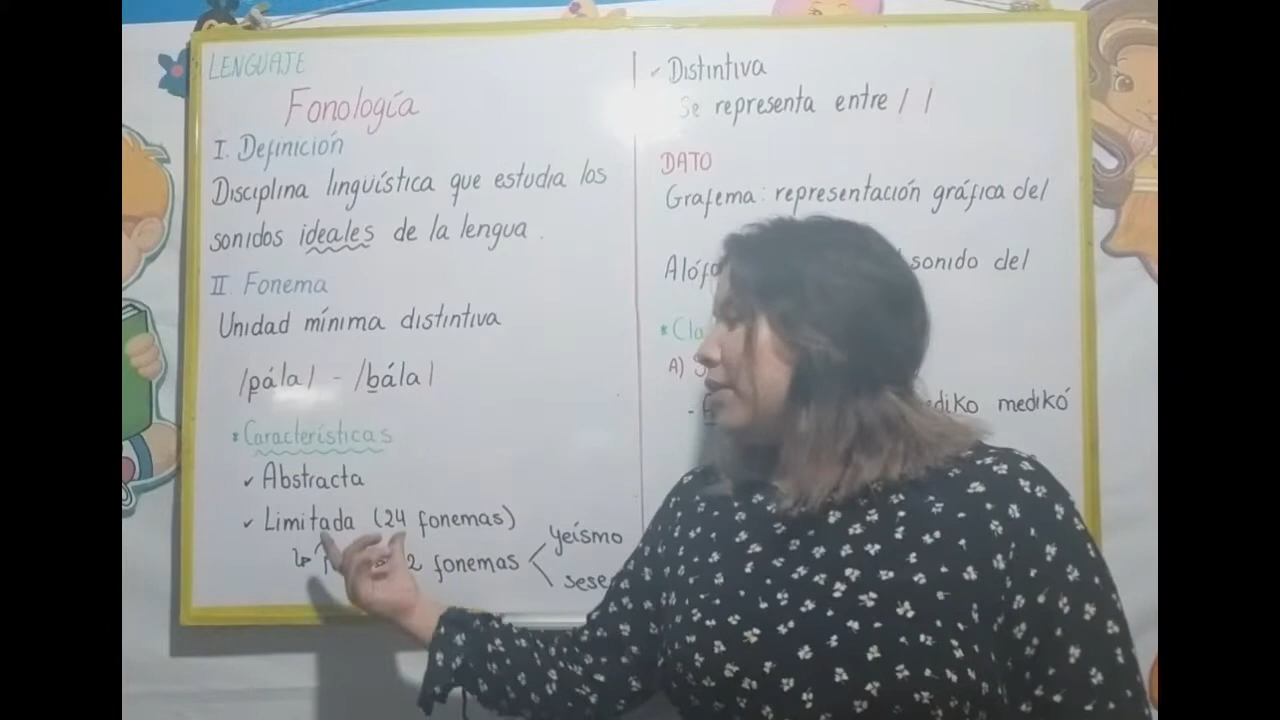 LENGUAJE
Fonología
I. Definición
Disciplina lingüística que estudia los
sonidos ideales de la lengua.
II Fonema
Unidad mínima distintiva
/pála/ - /bála/
* Características
✓ Abstracta
✓ Limitada (24 fonemas)
fonemas < yeísmo
✓ Distintiva
Se representa entre / /
DATO
Grafema: representación gráfica del
sonido del
A)
medikó